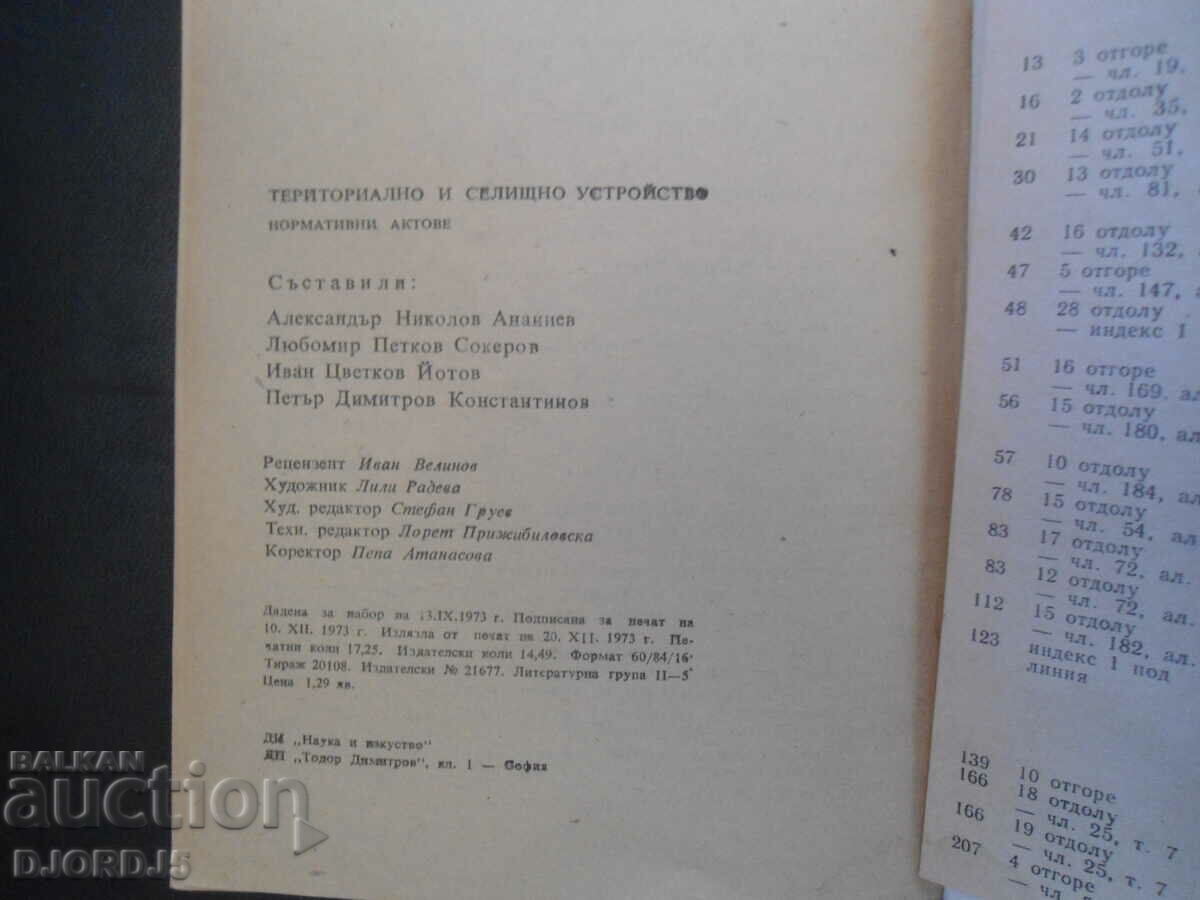 ТЕРИТОРИАЛНО И СЕЛИЩНО УСТРОЙСТВО
НОРМАТИВНИ АКТОВЕ
Съставили:
Александър Николов Ананиев
Любомир Петков Сокеров
Иван Цветков Йотов
Петър Димитров Константинов
Рецензент Иван Велинов
Художник Лили Радева
Худ. редактор Стефан Груев
Техн. редактор Лорет Прижибиловска
Коректор Пепа Атанасова
Дадена за набор на 13.IX.1973 г. Подписана за печат на
10. XII. 1973 г. Излязла от печат на 20. XII. 1973 г. Пе-
чатни коли 17,25. Издателски коли 14,49. Формат 60/84/16
Тираж 20108. Издателски № 21677. Литературна група II—5
Цена 1,29 лв.
ДИ „Наука и изкуство"
ДП „Тодор Димитров", кл. 1 — София
13 3 отгоре
— чл. 19,
16 2 отдолу
— чл. 35,
21 14 отдолу
— чл. 51,
30 13 отдолу
— чл. 81,
42 16 отдолу
— чл. 132,
47 5 отгоре
— чл. 147,
48 28 отдолу
— индекс 1
51 16 отгоре
— чл. 169, ал
56 15 отдолу
— чл. 180, ал.
57 10 отдолу
— чл. 184, ал
78 15 отдолу
— чл. 54, ал
83 17 отдолу
— чл. 72, ал.
83 12 отдолу
— чл. 72, ал.
112 15 отдолу
— чл. 182, ал.
123 индекс 1 под
линия
139 10 отгоре
166 18 отдолу
— чл. 25, т. 7
166 19 отдолу
— чл. 25, т. 7
207 4 отгоре
— чл.
BALKAN
auction
DJORDJ5